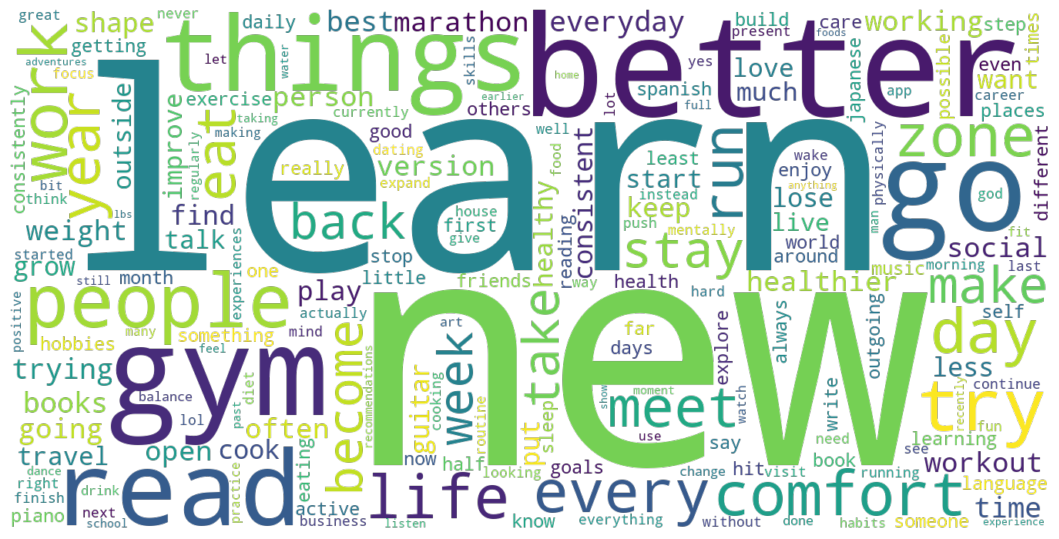 great
never
shape
getting
daily
best
marathon
everyday
build
present
care
working
step
things
better
let
water
skills
yes
love
even
times
adventures
focus
work
year
outside
exercise
taking
making
person
currently
home
earlier
others
lot
spanish
full
much
foods
japanese
app
possible
want
career
places
consistently
bit
think
lbs
improve
regularly
eat
good
dating
version
well
food
consistent
least
start
run
wake
enjoy
anything
physically
zone
different
learn
really
expand
weight
find
talk
back
house
first
give
healthy
instead
keep
push
mentally
lose
live
man
go
god
fit
started
grow
still
month
experiences
one
stop
little
friends
stay
reading
way
world
around
healthier
music
social
morning
last
people
play
health
hard
make
self
positive
hobbies
many
something
actually
mind
art
become
week
take
far
days
explore
always
outgoing
day
feel
new
gym
trying
balance
diet
recommendations
cooking
guitar
routine
sleep
put
show
moment
meet
use
watch
write
less
continue
recently
try
books
lol
past
going
often
say
need
learning
fun
travel
open
cook
now
half
looking
goals
change
hit
visit
book
running
see
workout
dance
right
finish
drink
practice
eating
active
life
every
comfort
language
time
piano
next
school
read
business
listen
know
everything
without
done
habits
someone
experience